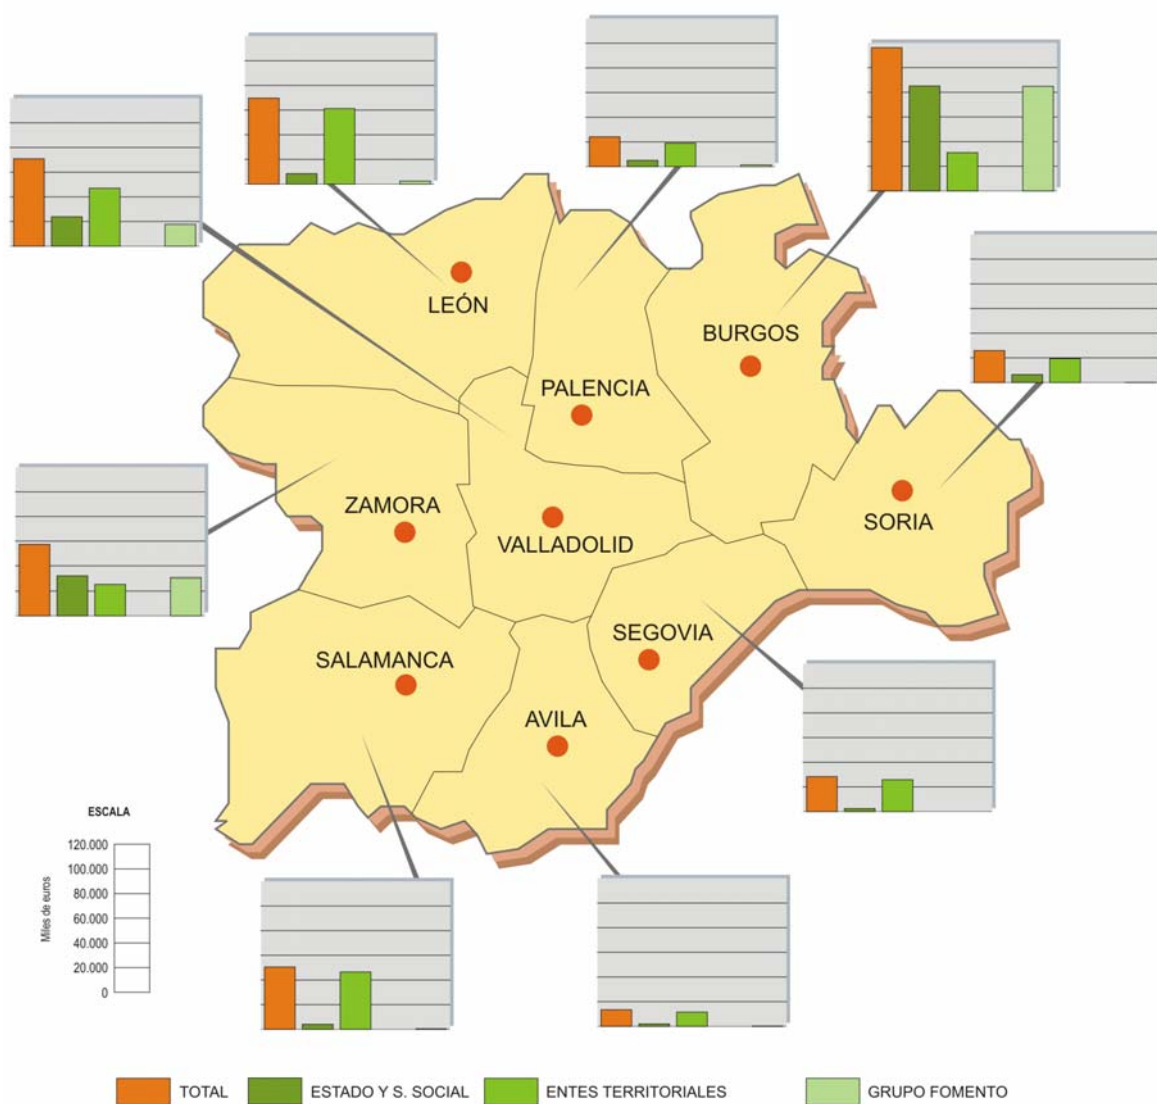 LEÓN
BURGOS
PALENCIA
ZAMORA
VALLADOLID
SORIA
SEGOVIA
SALAMANCA
AVILA
ESCALA
Miles de euros
120.000
100.000
80.000
60.000
40.000
20.000
0
TOTAL
ESTADO Y S. SOCIAL
ENTES TERRITORIALES
GRUPO FOMENTO